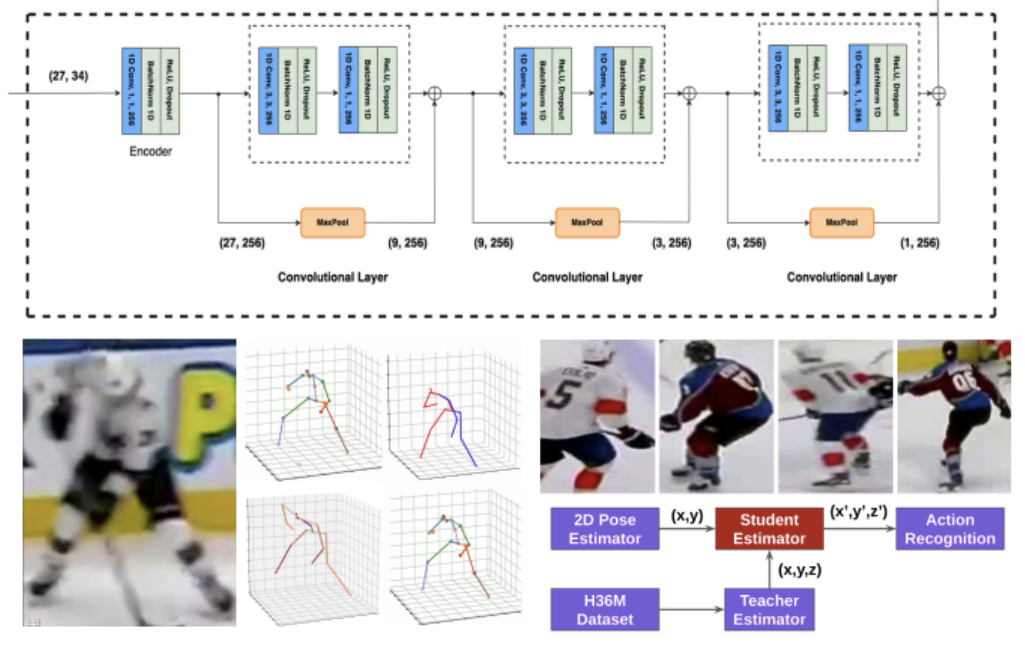 (27, 34)
1D Conv, 1, 1, 256
BatchNorm 1D
ReLU, Dropout
Encoder
1D Conv, 3, 3, 256
BatchNorm 1D
ReLU, Dropout
1D Conv, 1, 1, 256
BatchNorm 1D
ReLU, Dropout
MaxPool
(27, 256)
(9, 256)
Convolutional Layer
1D Conv, 3, 3, 256
BatchNorm 1D
ReLU, Dropout
1D Conv, 1, 1, 256
BatchNorm 1D
ReLU, Dropout
MaxPool
(9, 256)
(3, 256)
Convolutional Layer
1D Conv, 3, 3, 256
BatchNorm 1D
ReLU, Dropout
1D Conv, 1, 1, 256
BatchNorm 1D
ReLU, Dropout
MaxPool
(3, 256)
(1, 256)
Convolutional Layer
P
5
11
96
2D Pose
Estimator
(x,y)
Student
Estimator
(x',y',z')
Action
Recognition
(x,y,z)
H36M
Dataset
Teacher
Estimator